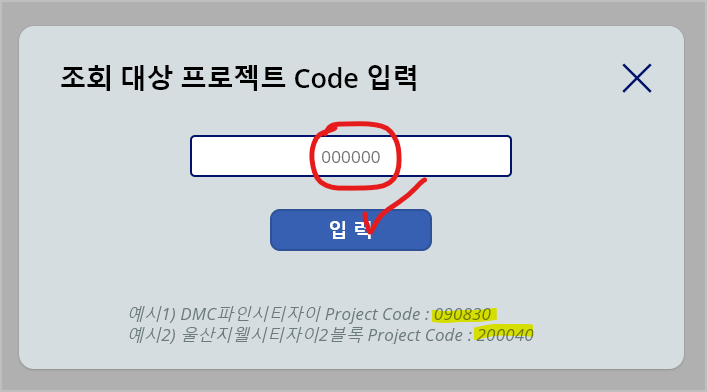 조회 대상 프로젝트 Code 입력
000000
입 력
예시1) DMC파인시티자이 Project Code : 090830
예시2) 울산지웰시티자이2블록 Project Code : 200040